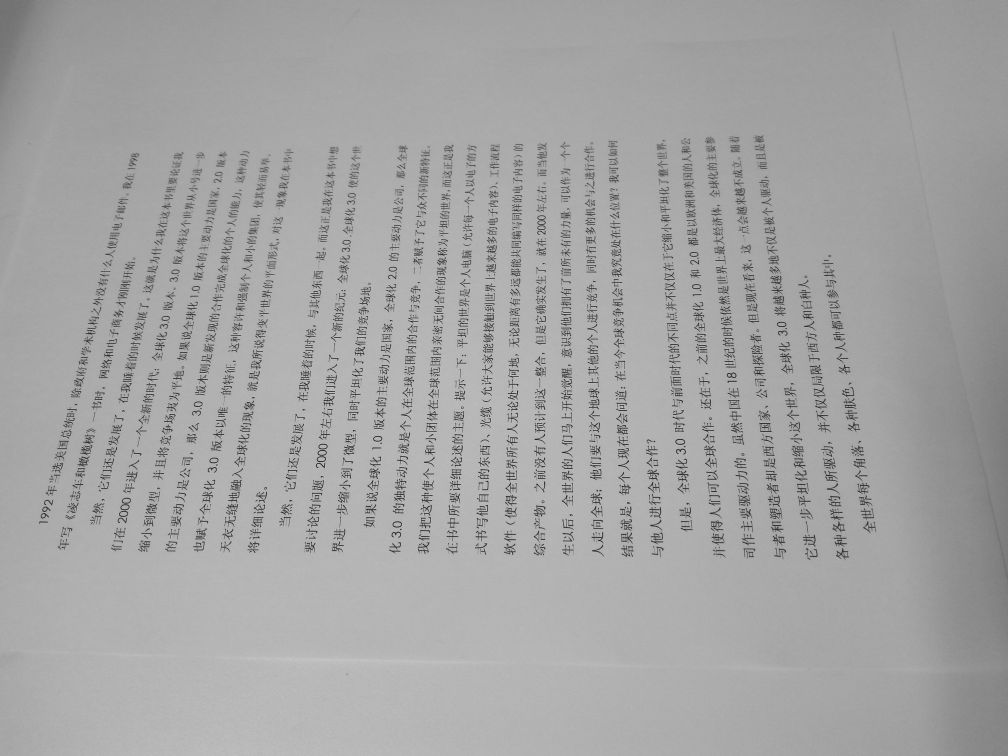 1992 年当选美国总统时，除政府和学术机构之外没有什么人使用电子邮件。我在 1998
年写《凌志车和橄榄树》一书时，网络和电子商务才刚刚开始。
当然，它们还是发展了，在我睡着的时候发展了，这就是为什么我在这本书里要论证我
们在 2000 年进入了一个全新的时代：全球化 3.0 版本。3.0 版本将这个世界从小号进一步
缩小到微型，并且将竞争场夷为平地。如果说全球化 1.0 版本的主要动力是国家，2.0 版本
的主要动力是公司，那么 3.0 版本则是新发现的合作完成全球化的个人的能力，这种动力
也赋予全球化 3.0 版本以唯一的特征，这种容许和强制个人和小的集团，使其轻而易举、
天衣无缝地融入全球化的现象，就是我所说得变平世界的平面形式，对这一现象我在本书中
将详细论述。
当然，它们还是发展了，在我睡着的时候，与其他东西一起。而这正是我在这本书中想
要讨论的问题，2000 年左右我们进入了一个新的纪元，全球化 3.0 全球化 3.0 使的这个世
界进一步缩小到了微型，同时平坦化了我们的竞争场地。
如果说全球化 1.0 版本的主要动力是国家，全球化 2.0 的主要动力是公司，那么全球
化 3.0 的独特动力就是个人在全球范围内的合作与竞争，二者赋予了它与众不同的新特征。
我们把这种使个人和小团体在全球范围内亲密无间合作的现象称为平坦的世界，而这正是我
在书中所要详细论述的主题。提示一下：平坦的世界是个人电脑（允许每一个人以电子的方
式书写他自己的东西）、光缆（允许大家能够接触到世界上越来越多的电子内容）、工作流程
软件（使得全世界所有人无论处于何地，无论距离有多远都能共同编写同样的电子内容）的
综合产物。之前没有人预计到这一整合，但是它确实发生了，就在 2000 年左右。而当他发
生以后，全世界的人们马上开始觉醒，意识到他们拥有了前所未有的力量，可以作为一个个
人走向全球，他们要与这个地球上其他的个人进行竞争，同时有更多的机会与之进行合作。
结果就是，每个人现在都会问道：在当今全球竞争机会中我究竟处在什么位置？我可以如何
与他人进行全球合作？
但是，全球化 3.0 时代与前面时代的不同点并不仅仅在于它缩小和平坦化了整个世界，
并使得人们可以全球合作。还在于，之前的全球化 1.0 和 2.0 都是以欧洲和美国的人和公
司作主要驱动力的。虽然中国在 18 世纪的时候依然是世界上最大经济体，全球化的主要参
与者和塑造者却是西方国家、公司和探险者。但是现在看来，这一点会越来越不成立。随着
它进一步平坦化和缩小这个世界，全球化 3.0 将越来越多地不仅是被个人驱动，而且是被
各种各样的人所驱动，并不仅仅局限于西方人和白种人。
全世界每个角落、各种肤色、各个人种都可以参与其中。